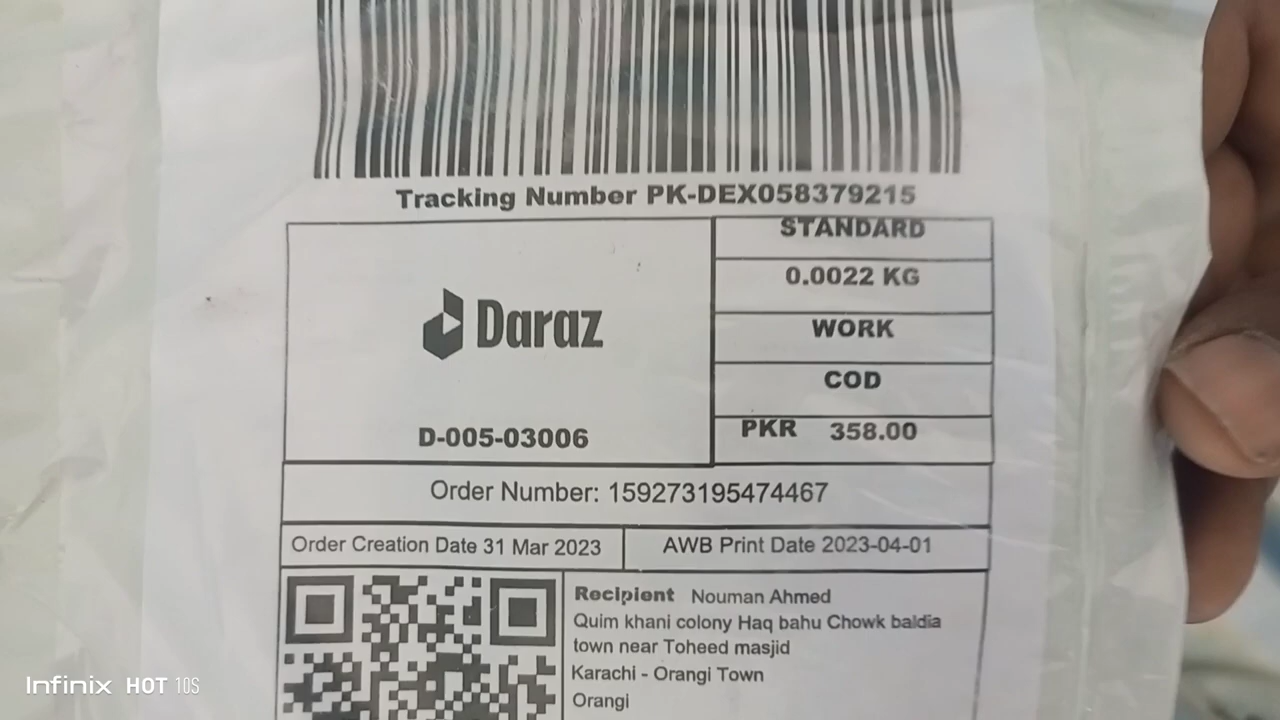 Tracking Number PK-DEX058379215
STANDARD
0.0022 KG
WORK
COD
PKR 358.00
Daraz
D-005-03006
Order Number: 159273195474467
Order Creation Date 31 Mar 2023
AWB Print Date 2023-04-01
Recipient Nouman Ahmed
Quim khani colony Haq bahu Chowk baldia
town near Toheed masjid
Karachi - Orangi Town
Orangi
Infinix HOT 10S